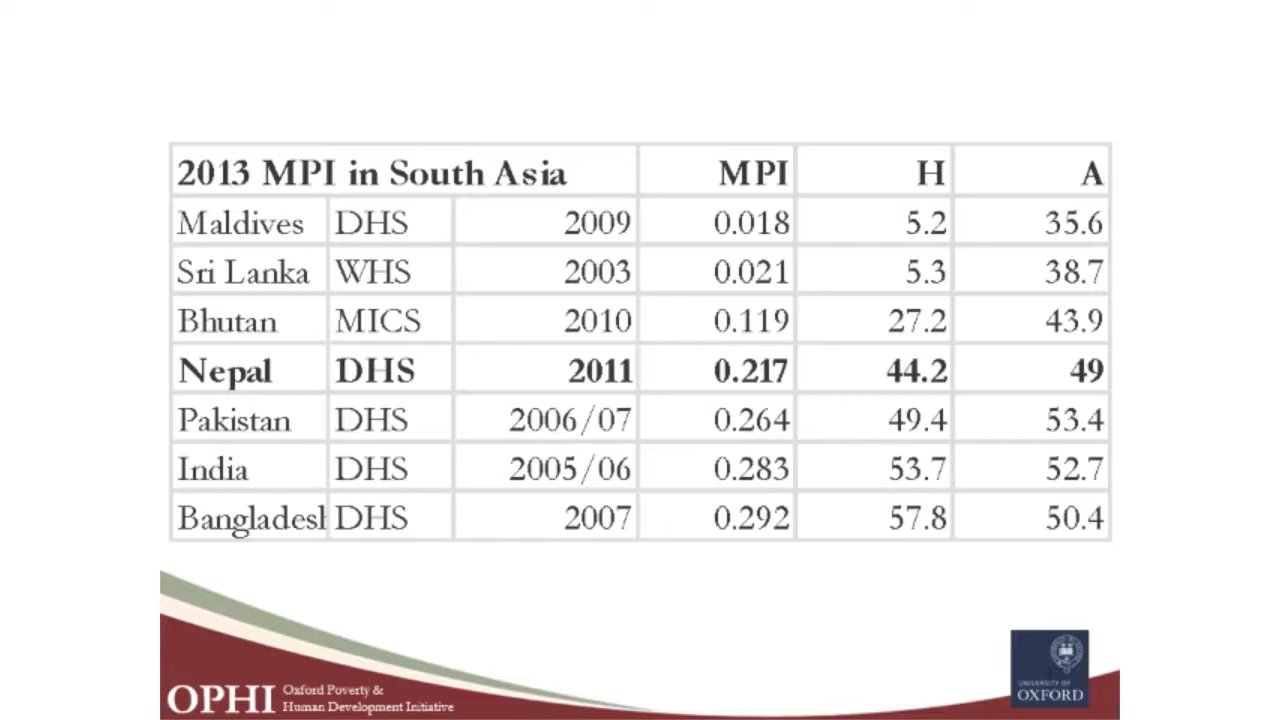 2013 MPI in South Asia MPI H A
Maldives DHS 2009 0.018 5.2 35.6
Sri Lanka WHS 2003 0.021 5.3 38.7
Bhutan MICS 2010 0.119 27.2 43.9
Nepal DHS 2011 0.217 44.2 49
Pakistan DHS 2006/07 0.264 49.4 53.4
India DHS 2005/06 0.283 53.7 52.7
Bangladesh DHS 2007 0.292 57.8 50.4
OPHI
Oxford Poverty &
Human Development Initiative
UNIVERSITY OF
OXFORD